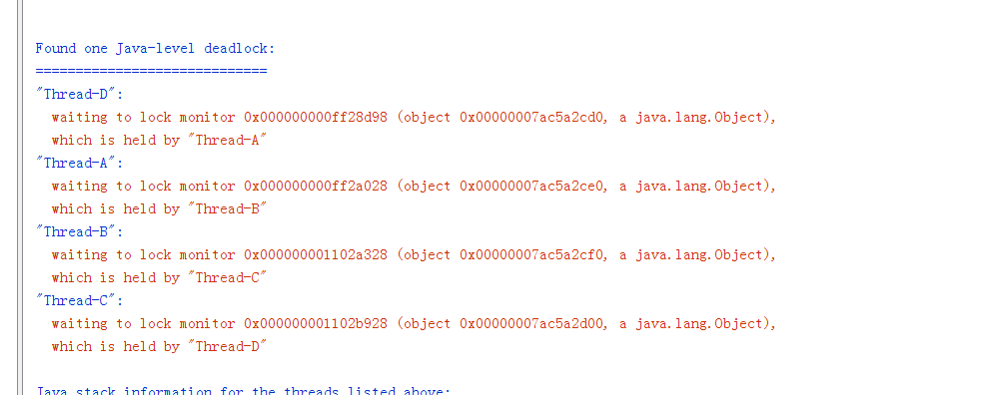 Found one Java-level deadlock:
=============================
"Thread-D":
waiting to lock monitor 0x000000000ff28d98 (object 0x00000007ac5a2cd0, a java.lang.Object),
which is held by "Thread-A"
"Thread-A":
waiting to lock monitor 0x000000000ff2a028 (object 0x00000007ac5a2ce0, a java.lang.Object),
which is held by "Thread-B"
"Thread-B":
waiting to lock monitor 0x000000001102a328 (object 0x00000007ac5a2cf0, a java.lang.Object),
which is held by "Thread-C"
"Thread-C":
waiting to lock monitor 0x000000001102b928 (object 0x00000007ac5a2d00, a java.lang.Object),
which is held by "Thread-D"
Java stack information for the threads listed above: